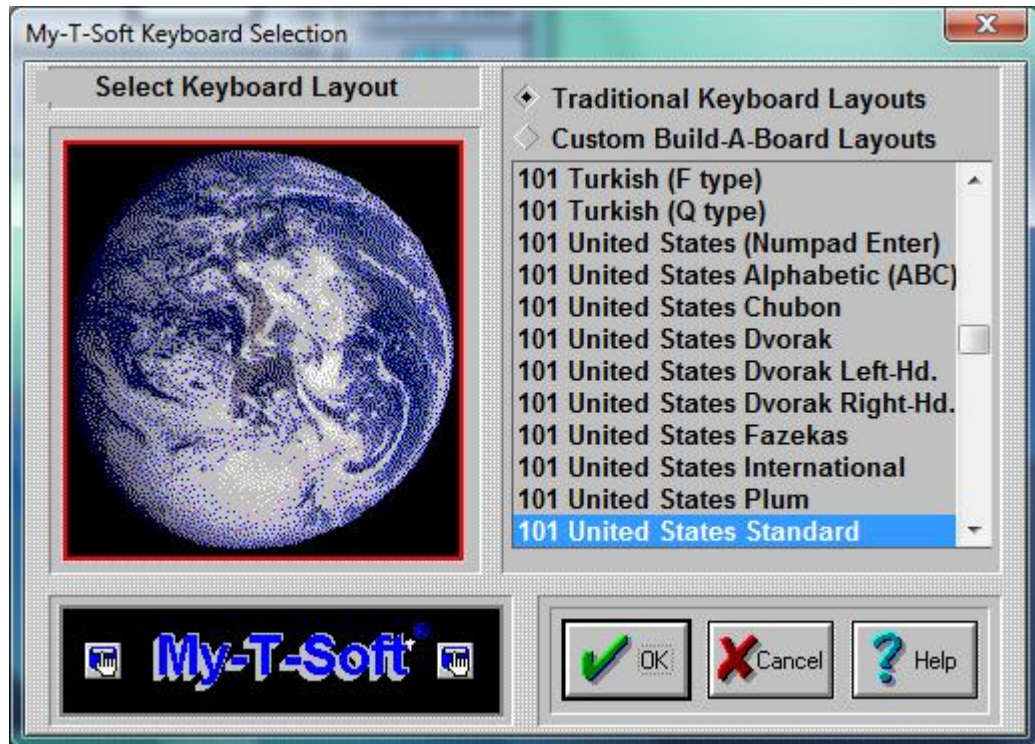 My-T-Soft Keyboard Selection
Select Keyboard Layout
Traditional Keyboard Layouts
Custom Build-A-Board Layouts
101 Turkish (F type)
101 Turkish (Q type)
101 United States (Numpad Enter)
101 United States Alphabetic (ABC)
101 United States Chubon
101 United States Dvorak
101 United States Dvorak Left-Hd.
101 United States Dvorak Right-Hd.
101 United States Fazekas
101 United States International
101 United States Plum
101 United States Standard
My-T-Soft
OK
Cancel
Help